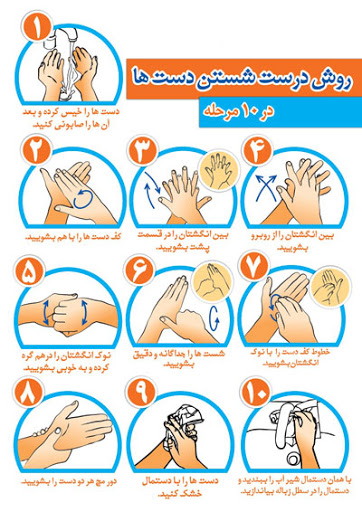 روش درست شستن دست ها
در ۱۰ مرحله
۱
دست ها را خیس کرده و بعد
آن ها را صابونی کنید.
۲
کف دست ها را با هم بشویید.
۳
بین انگشتان را در قسمت
پشت بشویید.
۴
بین انگشتان را از روبرو
بشویید
۵
نوک انگشتان را درهم گره
کرده و به خوبی بشویید.
۶
شست ها را جداگانه و دقیق
بشویید.
۷
خطوط کف دست را با نوک
انگشتان بشویید.
۸
دور مچ هر دو دست را بشویید.
۹
دست ها را با دستمال
خشک کنید.
۱۰
با همان دستمال شیر آب را ببندید و
دستمال را در سطل زباله بیاندازید.